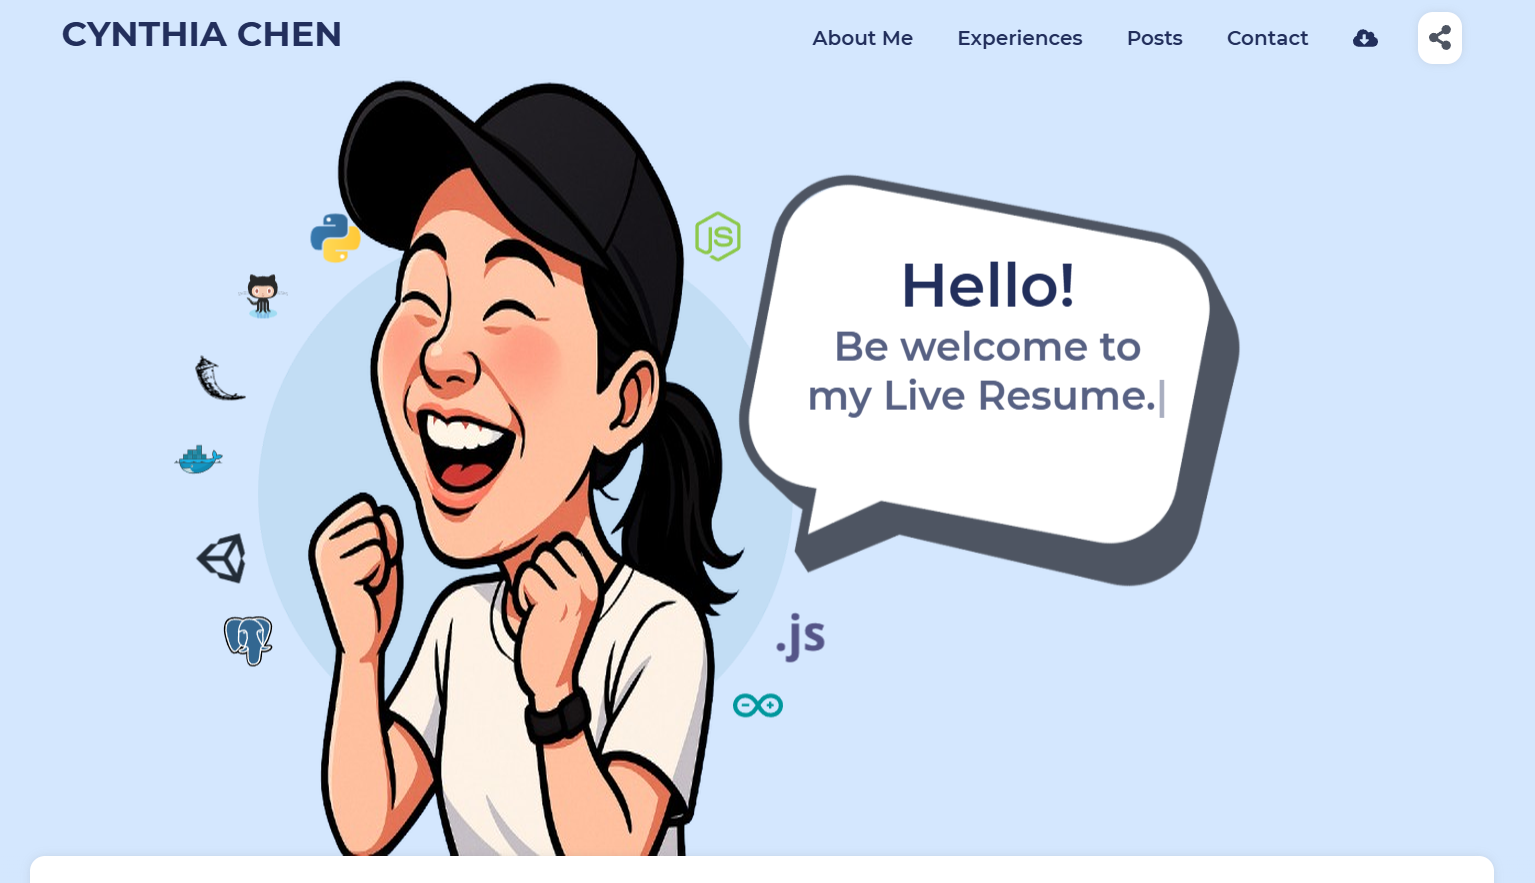 CYNTHIA CHEN
About Me
Experiences
Posts
Contact
JS
Hello!
Be welcome to
my Live Resume.
.js